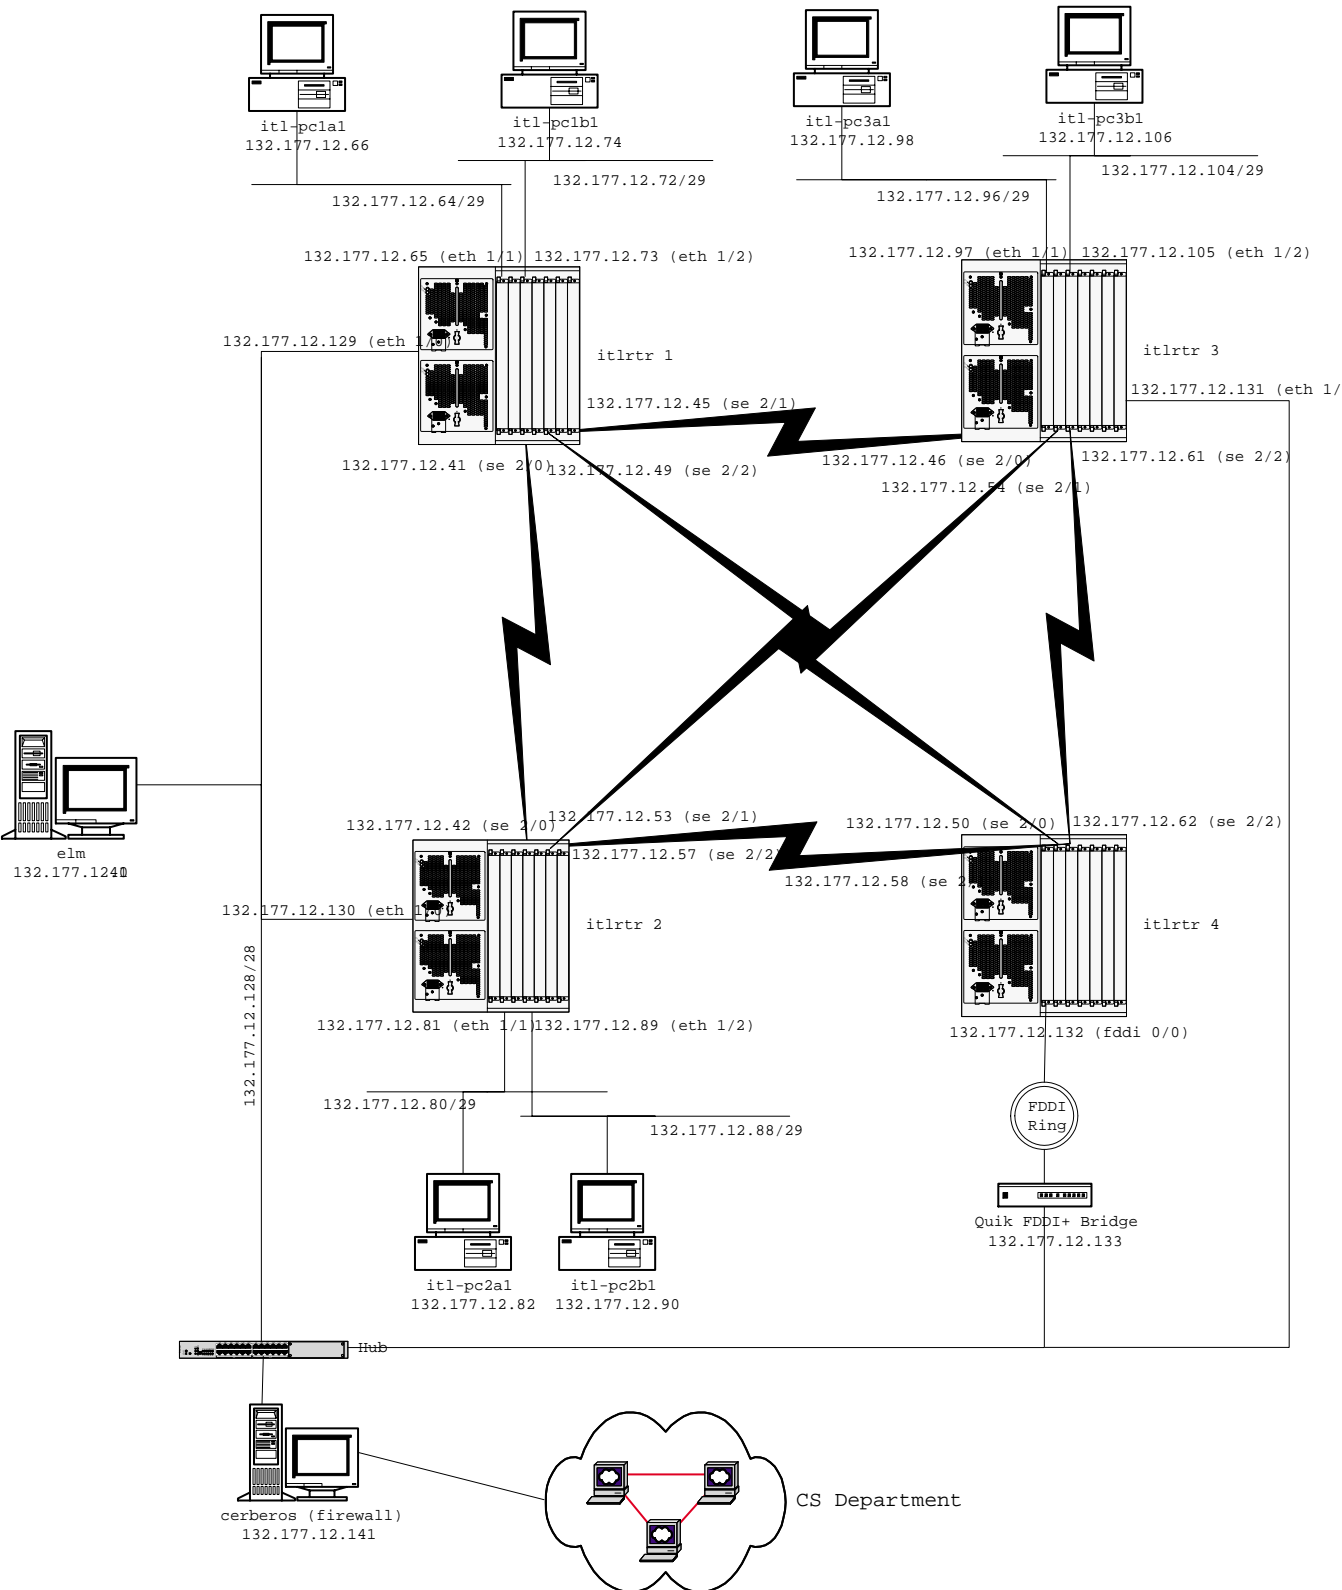 itl-pc1a1
132.177.12.66
itl-pc1b1
132.177.12.74
itl-pc3a1
132.177.12.98
itl-pc3b1
132.177.12.106
132.177.12.64/29
132.177.12.72/29
132.177.12.96/29
132.177.12.104/29
132.177.12.65 (eth 1/1)
132.177.12.73 (eth 1/2)
132.177.12.97 (eth 1/1)
132.177.12.105 (eth 1/2)
132.177.12.129 (eth
itlrtr 1
itlrtr 3
132.177.12.131 (eth 1/
132.177.12.45 (se 2/1)
132.177.12.41 (se 2/0)
132.177.12.49 (se 2/2)
132.177.12.46 (se 2/0)
132.177.12.61 (se 2/2)
132.177.12.54 (se 2/1)
132.177.12.42 (se 2/0)
132.177.12.53 (se 2/1)
132.177.12.50 (se 2/0)
132.177.12.62 (se 2/2)
132.177.12.57 (se 2/2)
132.177.12.58 (se
elm
132.177.12.130 (eth
itlrtr 2
itlrtr 4
132.177.12.128/28
132.177.12.81 (eth 1/1)
132.177.12.89 (eth 1/2)
132.177.12.132 (fddi 0/0)
132.177.12.80/29
132.177.12.88/29
FDDI
Ring
Quik FDDI+ Bridge
132.177.12.133
itl-pc2a1
132.177.12.82
itl-pc2b1
132.177.12.90
Hub
cerberos (firewall)
132.177.12.141
CS Department